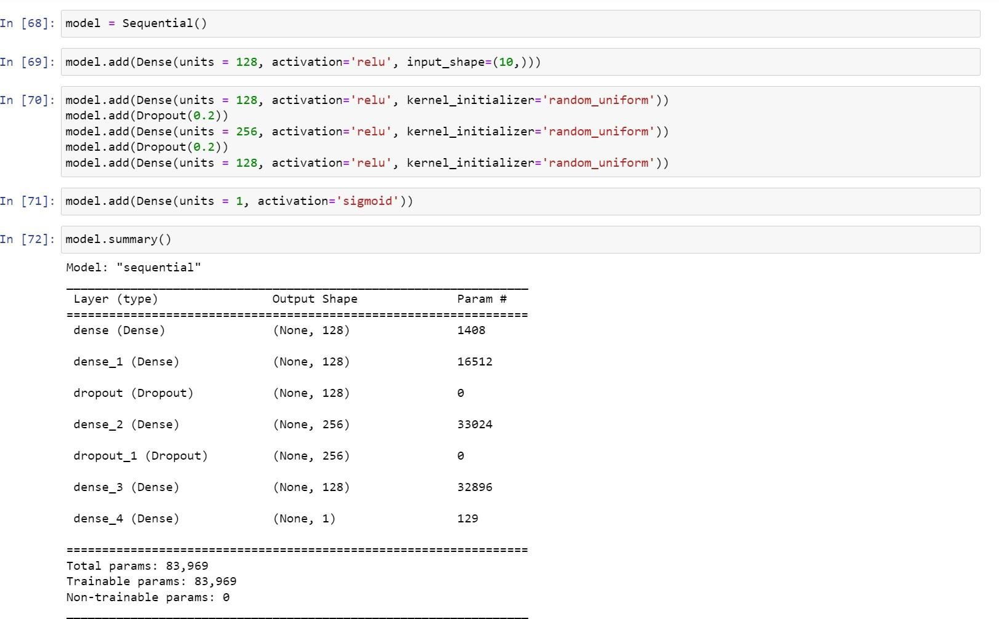 In [68]: model = Sequential()
In [69]: model.add(Dense(units = 128, activation='relu', input_shape=(10,)))
In [70]: model.add(Dense(units = 128, activation='relu', kernel_initializer='random_uniform'))
model.add(Dropout(0.2))
model.add(Dense(units = 256, activation='relu', kernel_initializer='random_uniform'))
model.add(Dropout(0.2))
model.add(Dense(units = 128, activation='relu', kernel_initializer='random_uniform'))
In [71]: model.add(Dense(units = 1, activation='sigmoid'))
In [72]: model.summary()
Model: "sequential"
_________________________________________________________________
Layer (type) Output Shape Param #
=================================================================
dense (Dense) (None, 128) 1408
dense_1 (Dense) (None, 128) 16512
dropout (Dropout) (None, 128) 0
dense_2 (Dense) (None, 256) 33024
dropout_1 (Dropout) (None, 256) 0
dense_3 (Dense) (None, 128) 32896
dense_4 (Dense) (None, 1) 129
=================================================================
Total params: 83,969
Trainable params: 83,969
Non-trainable params: 0
_________________________________________________________________